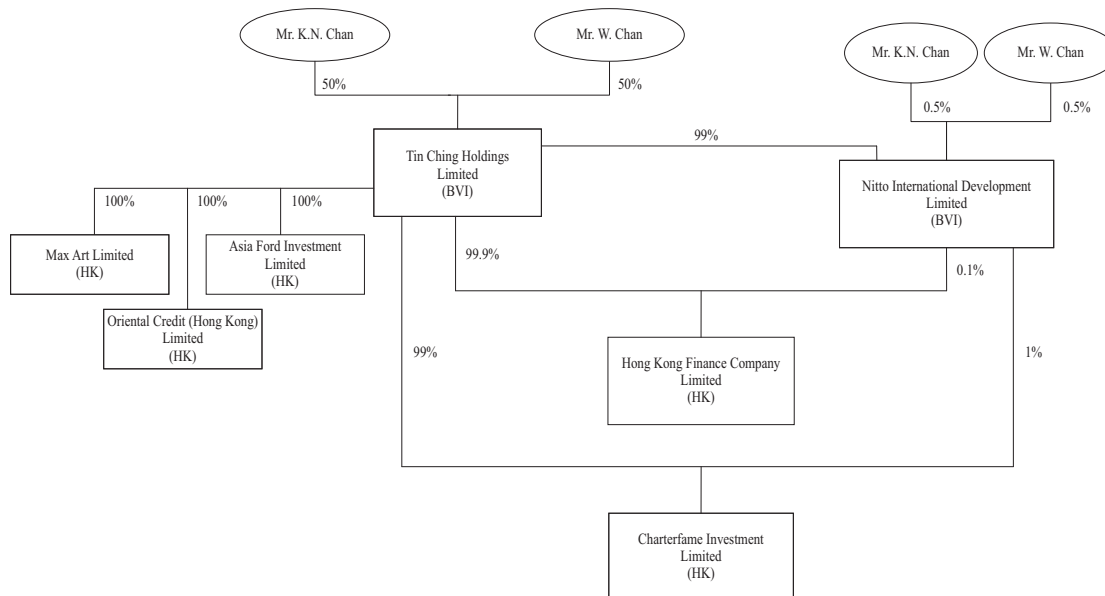 Mr. K.N. Chan
Mr. W. Chan
Mr. K.N. Chan
Mr. W. Chan
50%
50%
0.5%
0.5%
99%
Tin Ching Holdings
Limited
(BVI)
Nitto International Development
Limited
(BVI)
100%
100%
100%
Max Art Limited
(HK)
Asia Ford Investment
Limited
(HK)
99.9%
0.1%
Oriental Credit (Hong Kong)
Limited
(HK)
99%
1%
Hong Kong Finance Company
Limited
(HK)
Charterfame Investment
Limited
(HK)